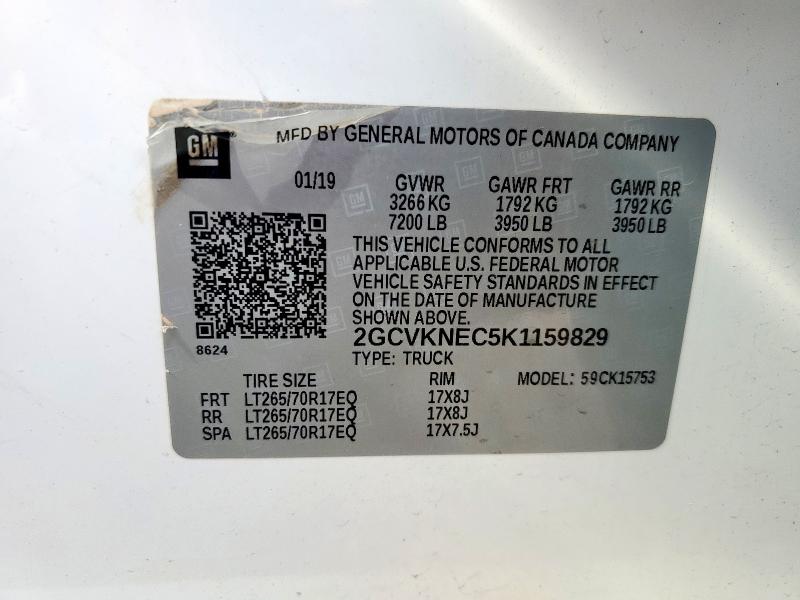 GM® MFD BY GENERAL MOTORS OF CANADA COMPANY
01/19 GVWR GAWR FRT GAWR RR
3266 KG 1792 KG 1792 KG
7200 LB 3950 LB 3950 LB
THIS VEHICLE CONFORMS TO ALL
APPLICABLE U.S. FEDERAL MOTOR
VEHICLE SAFETY STANDARDS IN EFFECT
ON THE DATE OF MANUFACTURE
SHOWN ABOVE.
2GCVKNEC5K1159829
8624
TYPE: TRUCK
TIRE SIZE RIM MODEL: 59CK15753
FRT LT265/70R17EQ 17X8J
RR LT265/70R17EQ 17X8J
SPA LT265/70R17EQ 17X7.5J